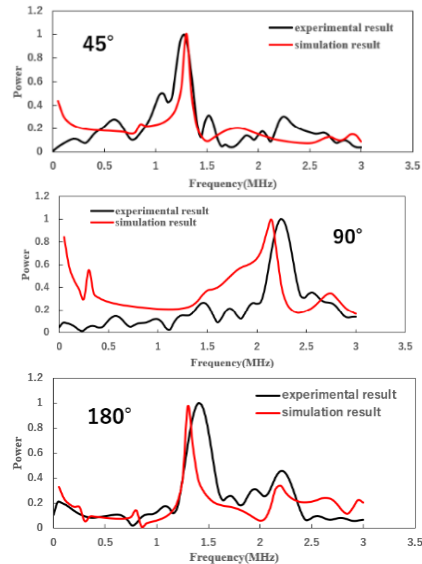 1.2
1
0.8
0.6
0.4
0.2
0
Power
45°
experimental result
simulation result
0 0.5 1 1.5 2 2.5 3 3.5
Frequency(MHz)
1.2
1
0.8
0.6
0.4
0.2
0
Power
experimental result
simulation result
90°
0 0.5 1 1.5 2 2.5 3 3.5
Frequency(MHz)
1.2
1
0.8
0.6
0.4
0.2
0
Power
180°
experimental result
simulation result
0 0.5 1 1.5 2 2.5 3 3.5
Frequency(MHz)